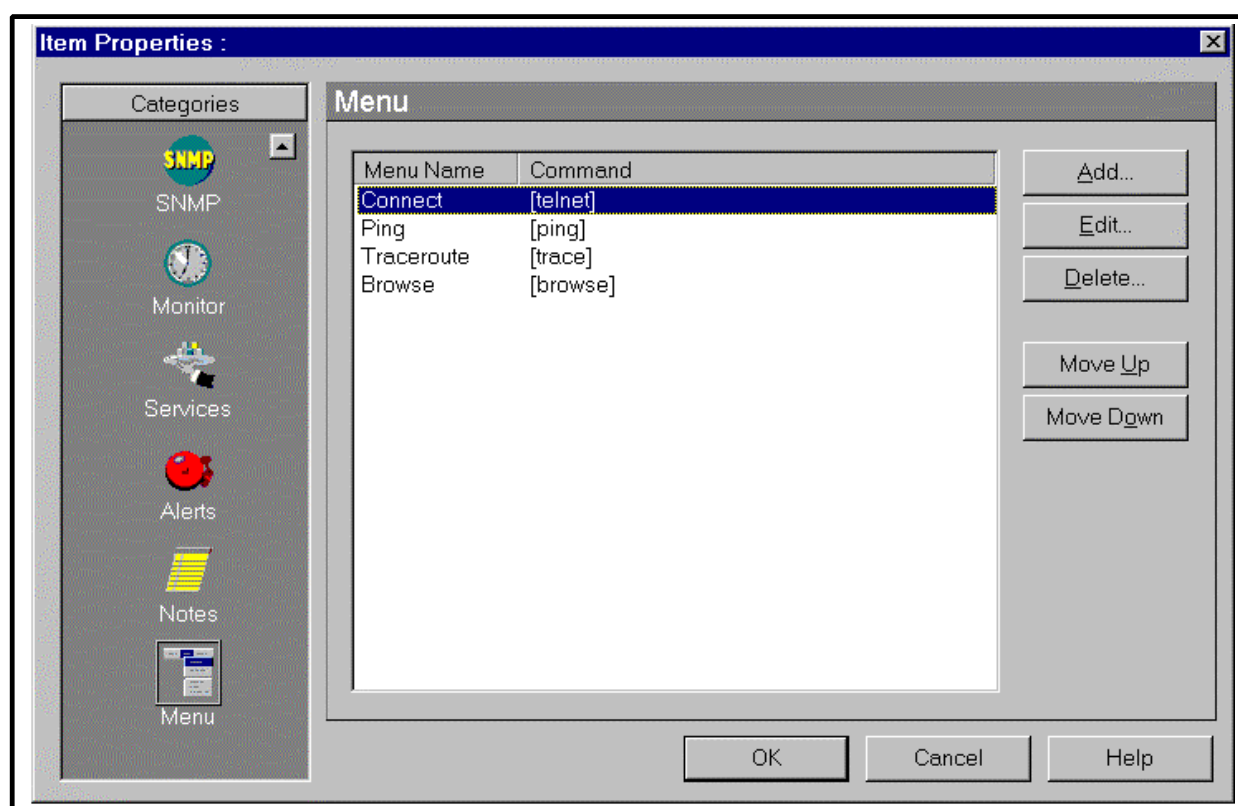 Item Properties :
Categories
SNMP
SNMP
Monitor
Services
Alerts
Notes
Menu
Menu
Menu Name Command
Connect [telnet]
Ping [ping]
Traceroute [trace]
Browse [browse]
Add...
Edit...
Delete...
Move Up
Move Down
OK Cancel Help